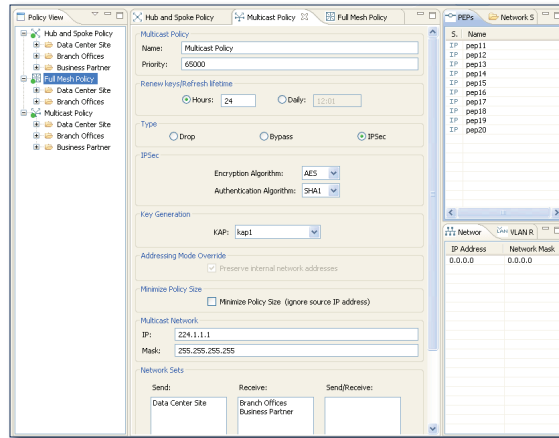 Policy View
Hub and Spoke Policy
Data Center Site
Branch Offices
Business Partner
Full Mesh Policy
Data Center Site
Branch Offices
Multicast Policy
Data Center Site
Branch Offices
Business Partner
Hub and Spoke Policy
Multicast Policy
Full Mesh Policy
Multicast Policy
Name: Multicast Policy
Priority: 65000
Renew keys/Refresh lifetime
Hours: 24 Daily: 12:01
Type
Drop Bypass IPSec
IPSec
Encryption Algorithm: AES
Authentication Algorithm: SHA1
Key Generation
KAP: kap1
Addressing Mode Override
Preserve internal network addresses
Minimize Policy Size
Minimize Policy Size (ignore source IP address)
Multicast Network
IP: 224.1.1.1
Mask: 255.255.255.255
Network Sets
Send: Receive: Send/Receive:
Data Center Site Branch Offices
Business Partner
PEPs Network S
S. Name
IP pep11
IP pep12
IP pep13
IP pep14
IP pep15
IP pep16
IP pep17
IP pep18
IP pep19
IP pep20
Networ LAN VLAN R
IP Address Network Mask
0.0.0.0 0.0.0.0